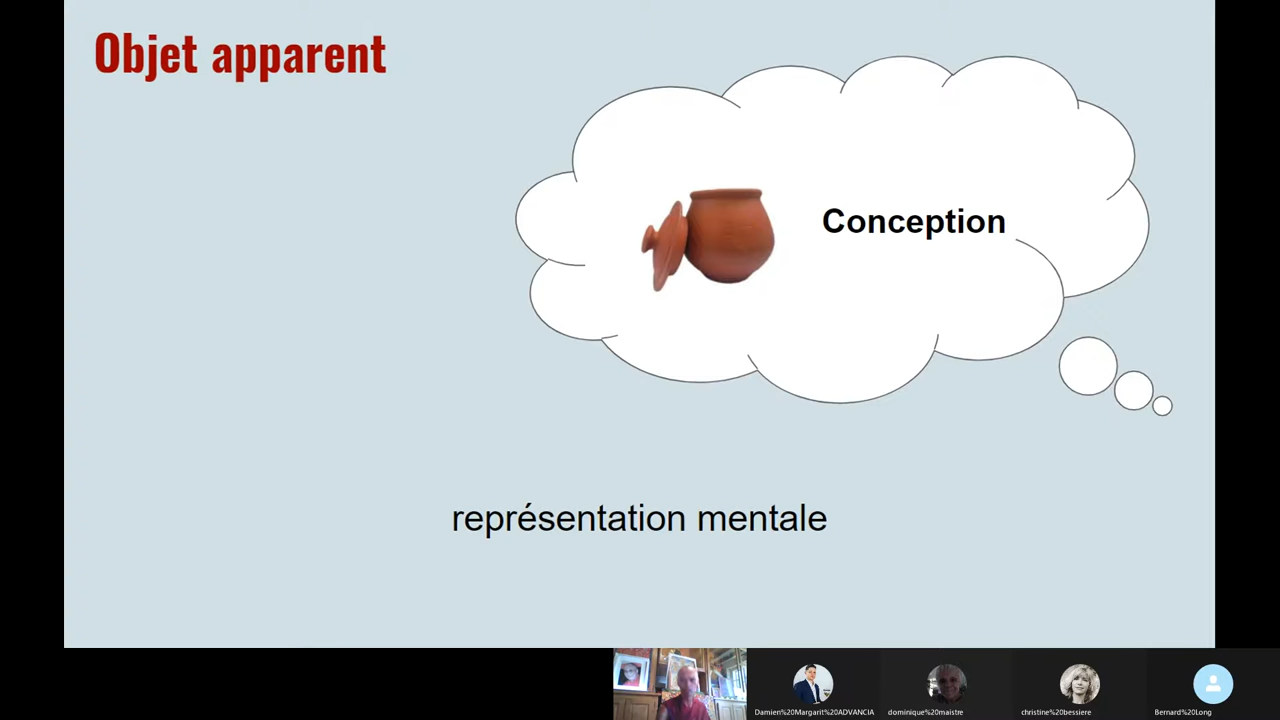 Objet apparent
Conception
représentation mentale
Damien%20Margarit%20ADVANCIA
dominique%20maistre
christine%20bessiere
Bernard%20Long